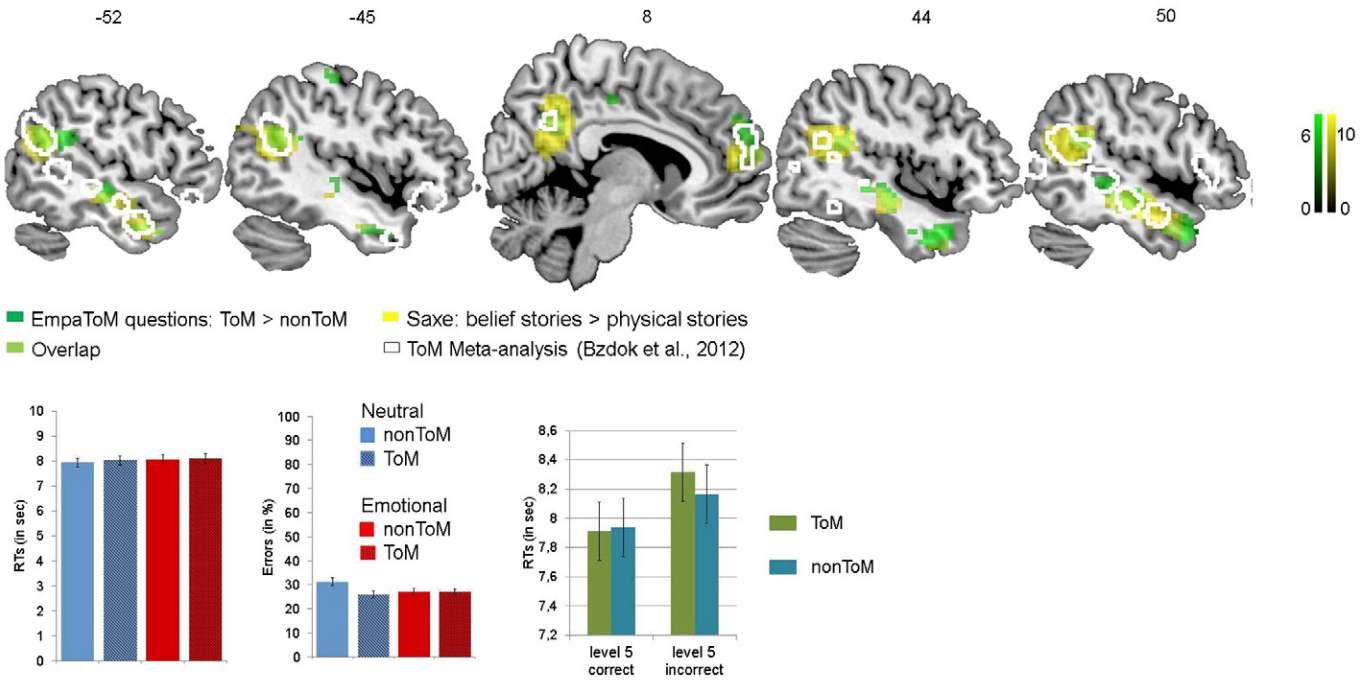 -52 -45 8 44 50
6 10
0 0
EmpaToM questions: ToM > nonToM
Saxe: belief stories > physical stories
Overlap
ToM Meta-analysis (Bzdok et al., 2012)
RTs (in sec)
10
9
8
7
6
5
4
3
2
1
0
Errors (in %)
100
90
80
70
60
50
40
30
20
10
0
Neutral
nonToM
ToM
Emotional
nonToM
ToM
RTs (in sec)
8,6
8,4
8,2
8
7,8
7,6
7,4
7,2
level 5 correct
level 5 incorrect
ToM
nonToM